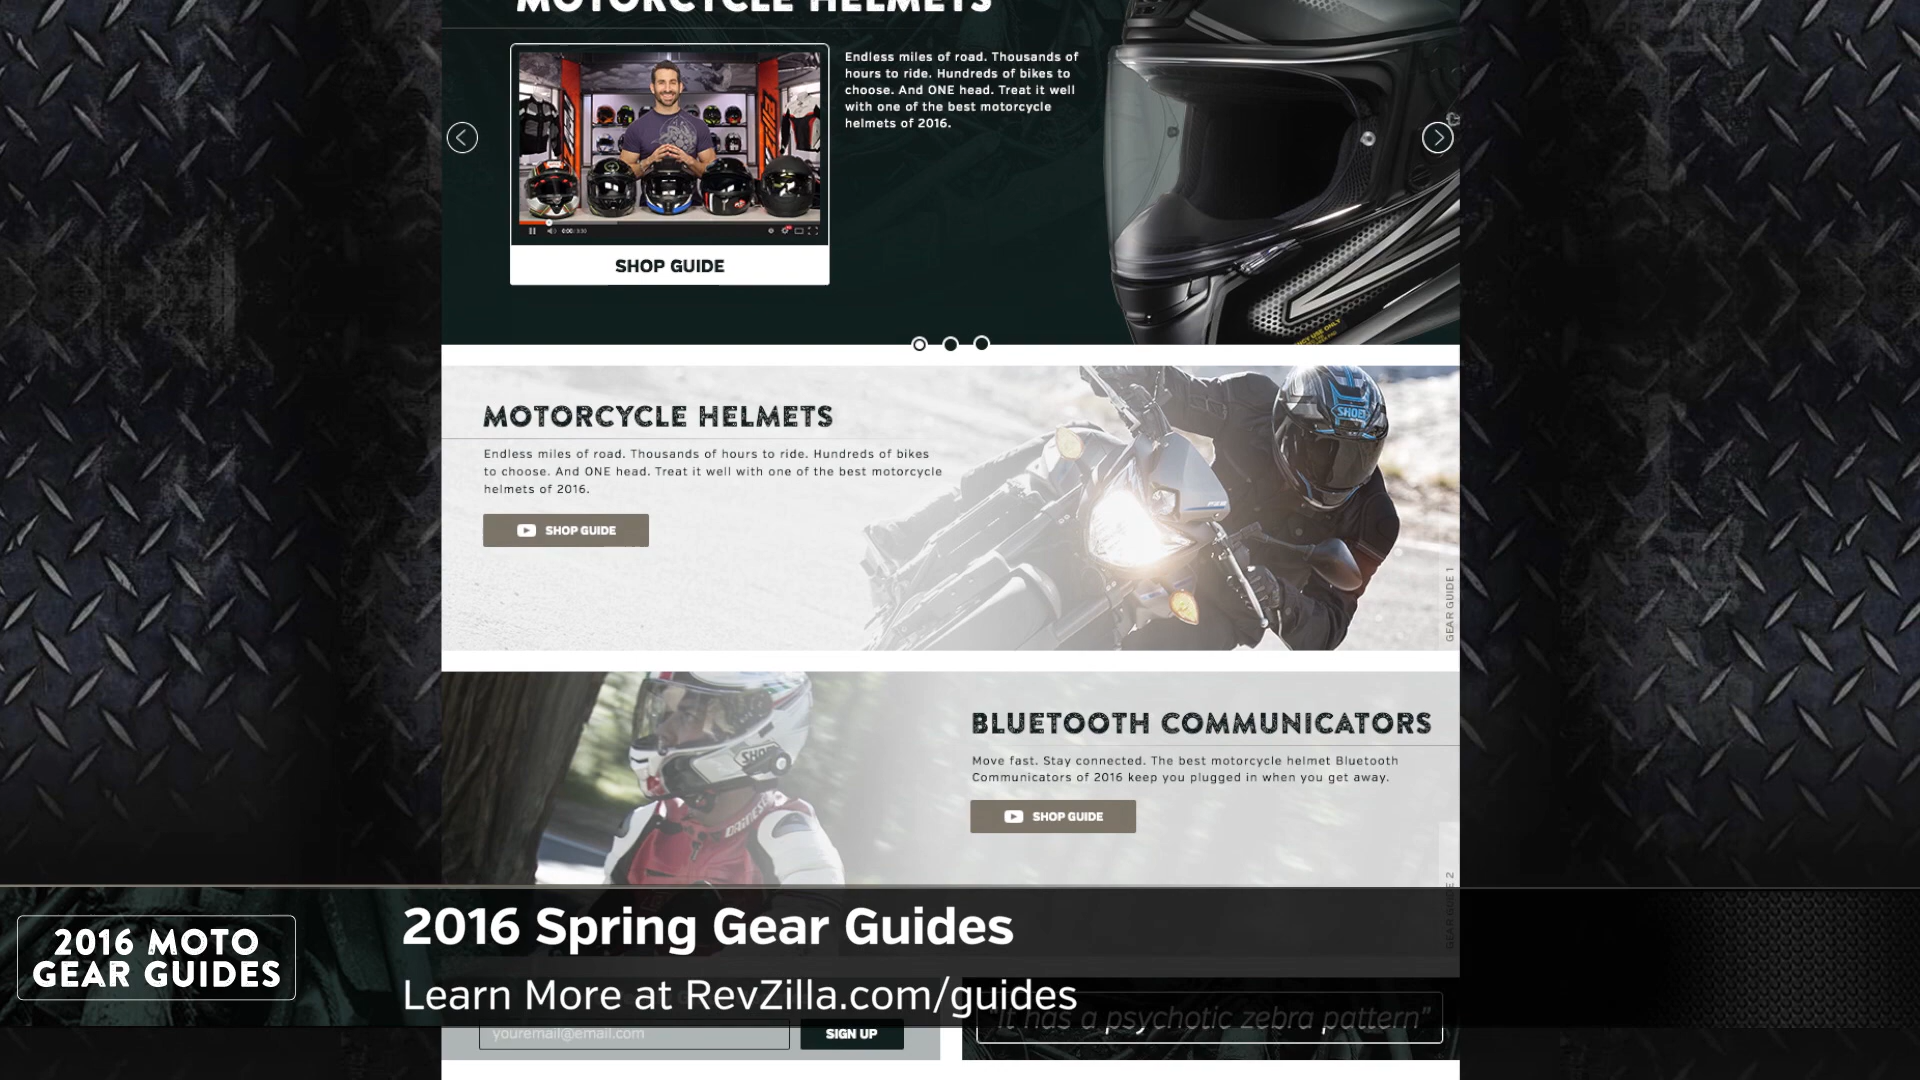 MOTORCYCLE HELMETS
Endless miles of road. Thousands of
hours to ride. Hundreds of bikes to
choose. And ONE head. Treat it well
with one of the best motorcycle
helmets of 2016.
SHOP GUIDE
MOTORCYCLE HELMETS
Endless miles of road. Thousands of hours to ride. Hundreds of bikes
to choose. And ONE head. Treat it well with one of the best motorcycle
helmets of 2016.
SHOP GUIDE
SHOEI
GEAR GUIDE 1
BLUETOOTH COMMUNICATORS
Move fast. Stay connected. The best motorcycle helmet Bluetooth
Communicators of 2016 keep you plugged in when you get away.
SHOP GUIDE
GEAR GUIDE 2
2016 MOTO
GEAR GUIDES
2016 Spring Gear Guides
Learn More at RevZilla.com/guides
youremail@email.com
SIGN UP
"It has a psychotic zebra pattern"